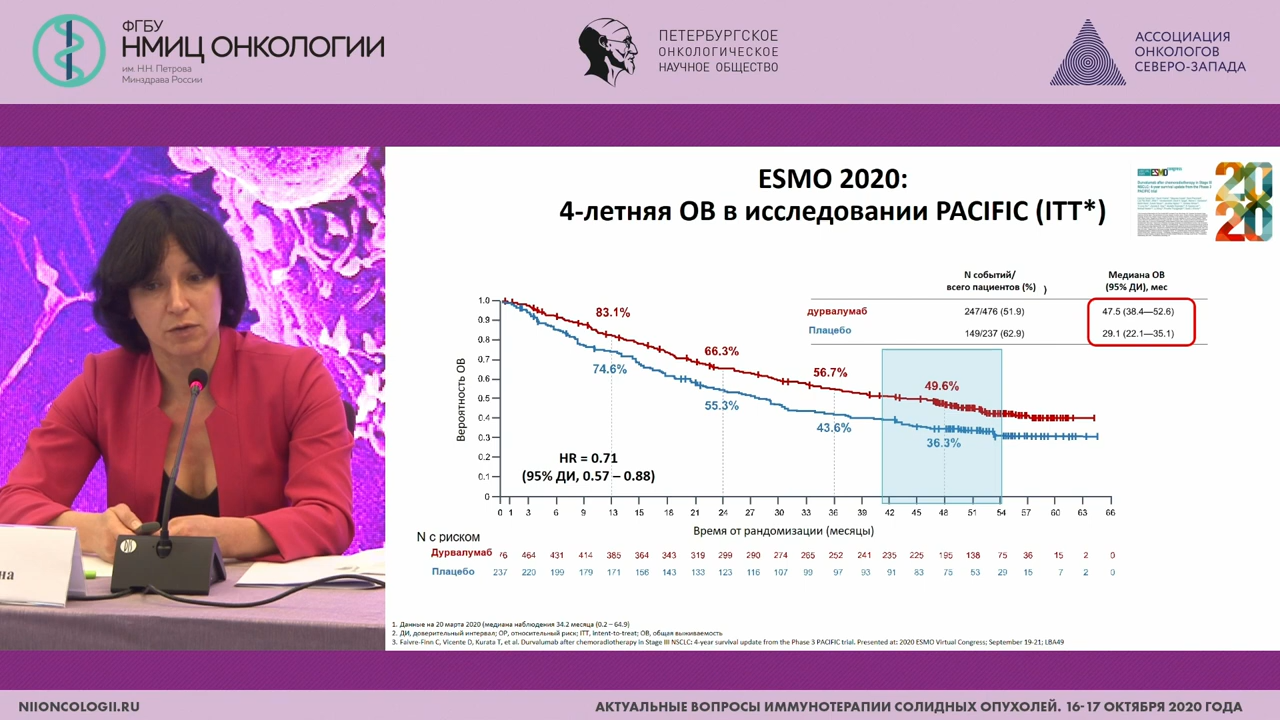 ФГБУ
НМИЦ ОНКОЛОГИИ
им. Н.Н. Петрова
Минздрава России
ПЕТЕРБУРГСКОЕ
ОНКОЛОГИЧЕСКОЕ
НАУЧНОЕ ОБЩЕСТВО
АССОЦИАЦИЯ
ОНКОЛОГОВ
СЕВЕРО-ЗАПАДА
ESMO 2020:
4-летняя ОВ в исследовании PACIFIC (ITT*)
ESMO congress
2020
N событий/
всего пациентов (%) )
Медиана ОВ
(95% ДИ), мес
дурвалумаб 247/476 (51.9) 47.5 (38.4—52.6)
Плацебо 149/237 (62.9) 29.1 (22.1—35.1)
Вероятность ОВ
1.0
0.9
0.8
0.7
0.6
0.5
0.4
0.3
0.2
0.1
0
83.1%
74.6%
66.3%
55.3%
56.7%
43.6%
49.6%
36.3%
HR = 0.71
(95% ДИ, 0.57 – 0.88)
0 1 3 6 9 13 15 18 21 24 27 30 33 36 39 42 45 48 51 54 57 60 63 66
Время от рандомизации (месяцы)
N с риском
Дурвалумаб 76 464 431 414 385 364 343 319 299 290 274 265 252 241 235 225 195 138 75 36 15 2 0
Плацебо 237 220 199 179 171 156 143 133 123 116 107 99 97 93 91 83 75 53 29 15 7 2 0
1. Данные на 20 марта 2020 (медиана наблюдения 34.2 месяца (0.2 – 64.9)
2. ДИ, доверительный интервал; ОР, относительный риск; ITT, intent-to-treat; ОВ, общая выживаемость
3. Faivre-Finn C, Vicente D, Kurata T, et al. Durvalumab after chemoradiotherapy in Stage III NSCLC: 4-year survival update from the Phase 3 PACIFIC trial. Presented at: 2020 ESMO Virtual Congress; September 19-21; LBA49
hp
на
NIIONCOLOGII.RU
АКТУАЛЬНЫЕ ВОПРОСЫ ИММУНОТЕРАПИИ СОЛИДНЫХ ОПУХОЛЕЙ. 16-17 ОКТЯБРЯ 2020 ГОДА